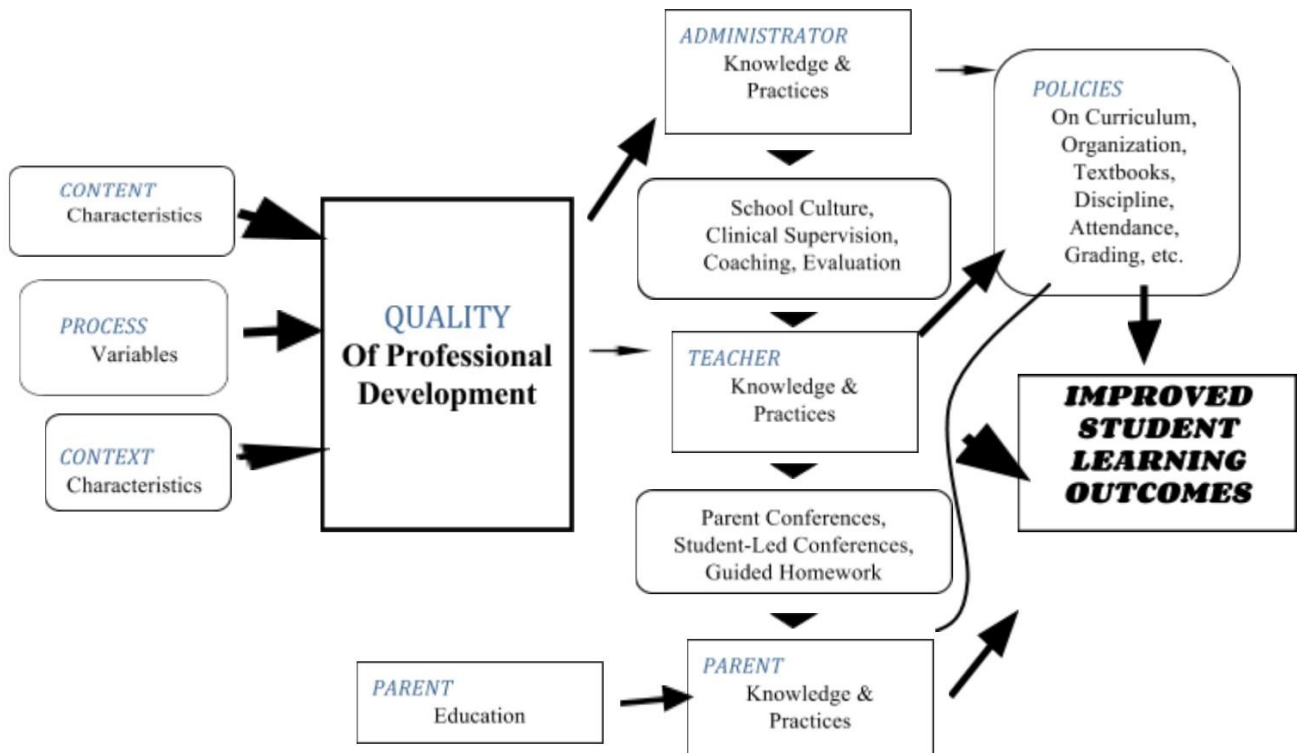 ADMINISTRATOR
Knowledge &
Practices
POLICIES
On Curriculum,
Organization,
Textbooks,
Discipline,
Attendance,
Grading, etc.
CONTENT
Characteristics
School Culture,
Clinical Supervision,
Coaching, Evaluation
PROCESS
Variables
QUALITY
Of Professional
Development
TEACHER
Knowledge &
Practices
IMPROVED
STUDENT
LEARNING
OUTCOMES
CONTEXT
Characteristics
Parent Conferences,
Student-Led Conferences,
Guided Homework
PARENT
Education
PARENT
Knowledge &
Practices